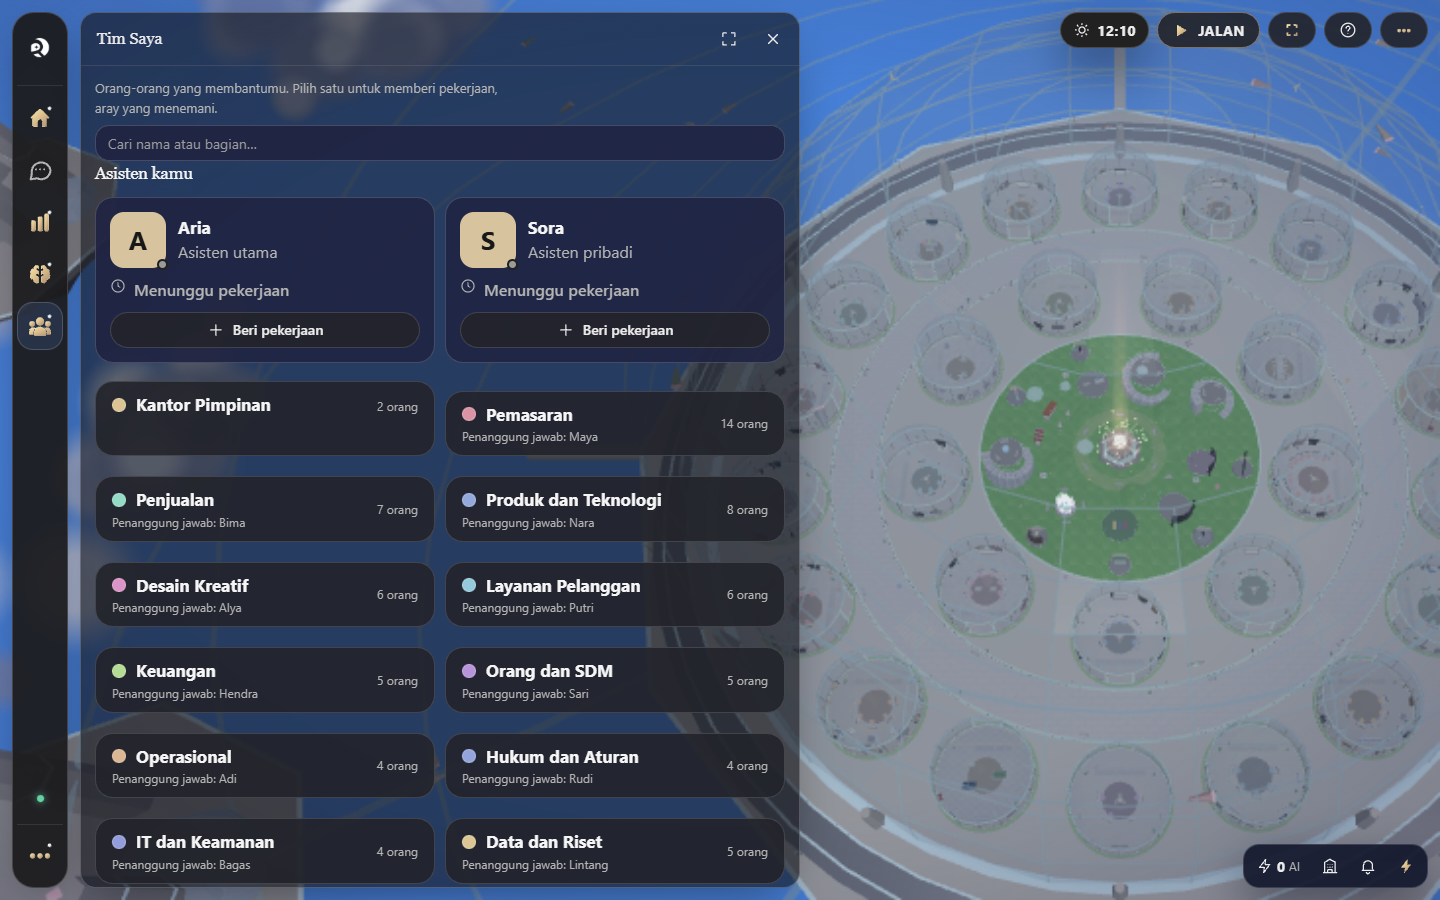 Tim Saya
12:10
JALAN
Orang-orang yang membantumu. Pilih satu untuk memberi pekerjaan,
aray yang menemani.
Cari nama atau bagian...
Asisten kamu
A
Aria
Asisten utama
Menunggu pekerjaan
Beri pekerjaan
S
Sora
Asisten pribadi
Menunggu pekerjaan
Beri pekerjaan
Kantor Pimpinan
2 orang
Pemasaran
Penanggung jawab: Maya
14 orang
Penjualan
Penanggung jawab: Bima
7 orang
Produk dan Teknologi
Penanggung jawab: Nara
8 orang
Desain Kreatif
Penanggung jawab: Alya
6 orang
Layanan Pelanggan
Penanggung jawab: Putri
6 orang
Keuangan
Penanggung jawab: Hendra
5 orang
Orang dan SDM
Penanggung jawab: Sari
5 orang
Operasional
Penanggung jawab: Adi
4 orang
Hukum dan Aturan
Penanggung jawab: Rudi
4 orang
IT dan Keamanan
Penanggung jawab: Bagas
4 orang
Data dan Riset
Penanggung jawab: Lintang
5 orang
0 AI